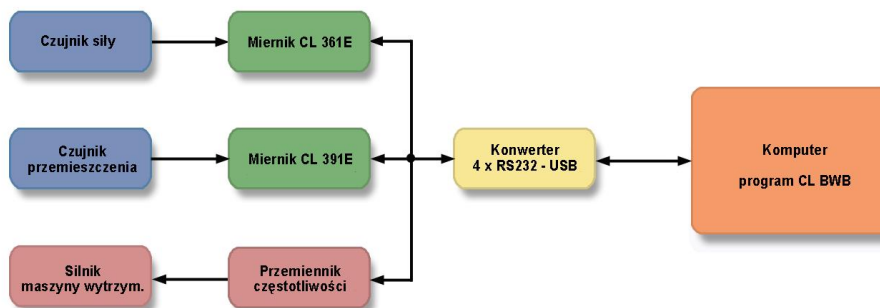 Czujnik siły
Miernik CL 361E
Czujnik
przemieszczenia
Miernik CL 391E
Konwerter
4 x RS232 - USB
Komputer
program CL BWB
Silnik
maszyny wytrzym.
Przemiennik
częstotliwości